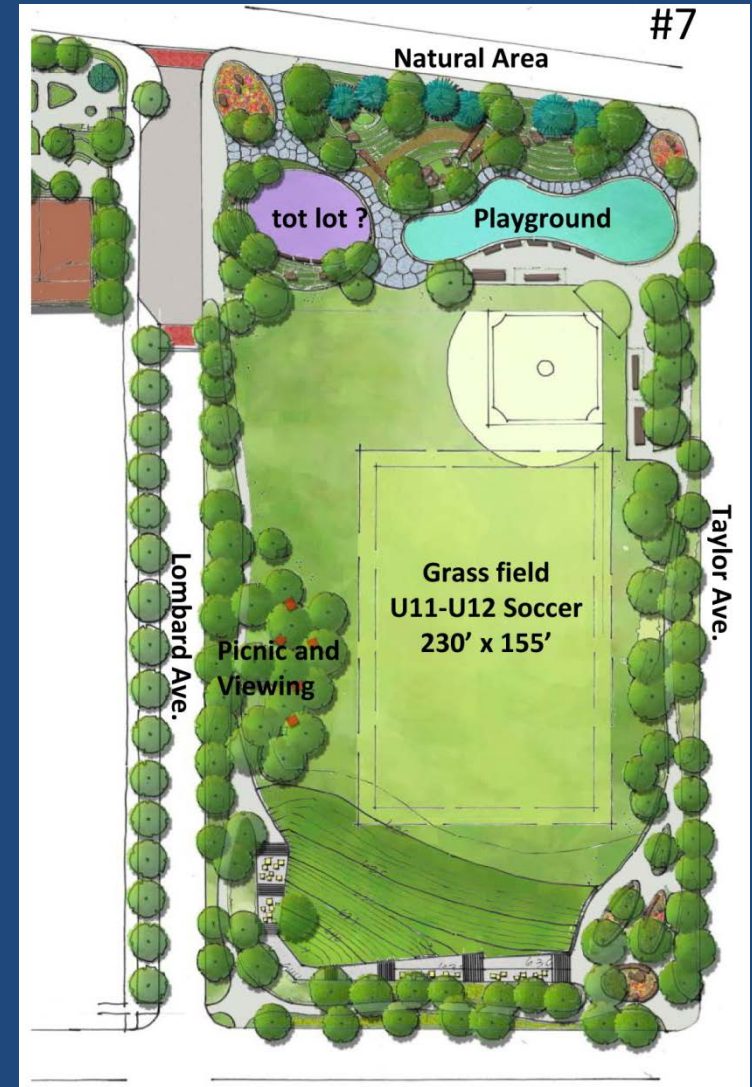 #7
Natural Area
tot lot ?
Playground
Grass field
U11-U12 Soccer
230' x 155'
Taylor Ave.
Lombard Ave.
Picnic and
Viewing
636